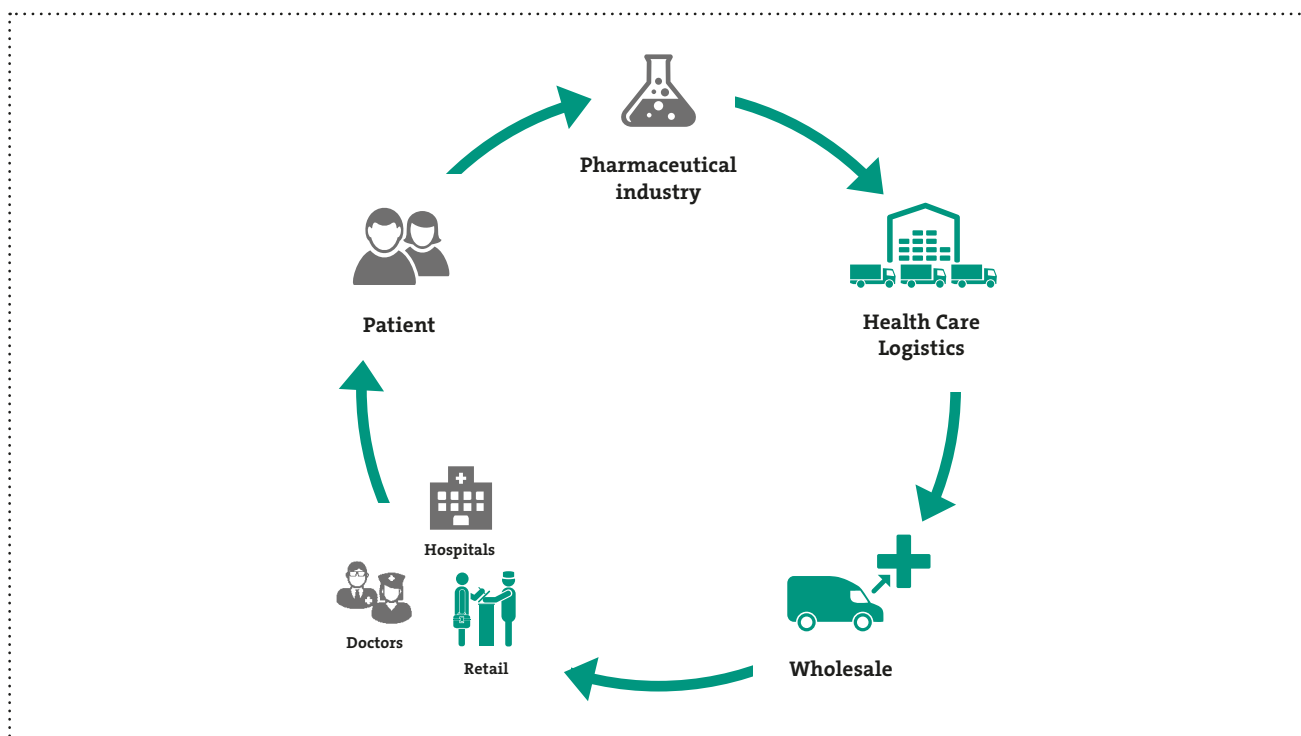 Pharmaceutical
industry
Health Care
Logistics
Wholesale
Retail
Doctors
Hospitals
Patient